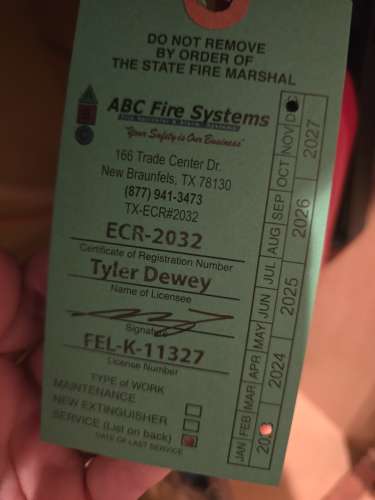 DO NOT REMOVE
BY ORDER OF
THE STATE FIRE MARSHAL
ABC Fire Systems
Fire Sprinkler & Alarm Systems
"Your Safety is Our Business"
166 Trade Center Dr.
New Braunfels, TX 78130
(877) 941-3473
TX-ECR#2032
ECR-2032
Certificate of Registration Number
Tyler Dewey
Name of Licensee
Signature
FEL-K-11327
License Number
TYPE of WORK
MAINTENANCE
NEW EXTINGUISHER
SERVICE (List on back)
DATE OF LAST SERVICE
JAN FEB MAR APR MAY JUN JUL AUG SEP OCT NOV
2024 2025 2026 2027